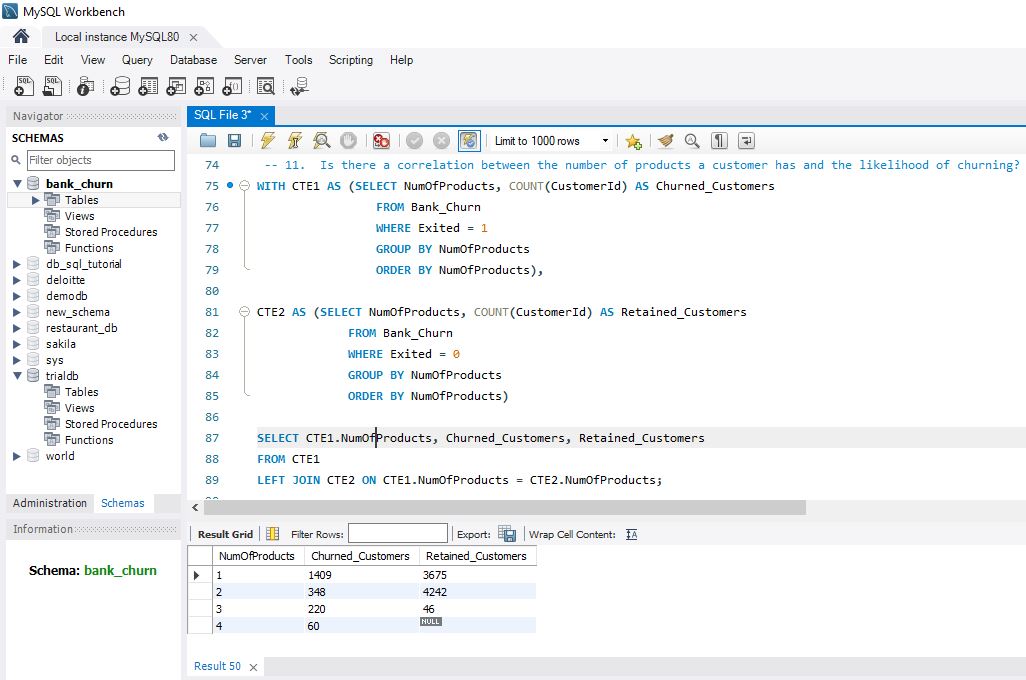 MySQL Workbench
Local instance MySQL80
File Edit View Query Database Server Tools Scripting Help
Navigator
SCHEMAS
Filter objects
bank_churn
Tables
Views
Stored Procedures
Functions
db_sql_tutorial
deloitte
demodb
new_schema
restaurant_db
sakila
sys
trialdb
Tables
Views
Stored Procedures
Functions
world
Administration Schemas
Information
Schema: bank_churn
SQL File 3*
Limit to 1000 rows
74 -- 11. Is there a correlation between the number of products a customer has and the likelihood of churning?
75 WITH CTE1 AS (SELECT NumOfProducts, COUNT(CustomerId) AS Churned_Customers
76 FROM Bank_Churn
77 WHERE Exited = 1
78 GROUP BY NumOfProducts
79 ORDER BY NumOfProducts),
80
81 CTE2 AS (SELECT NumOfProducts, COUNT(CustomerId) AS Retained_Customers
82 FROM Bank_Churn
83 WHERE Exited = 0
84 GROUP BY NumOfProducts
85 ORDER BY NumOfProducts)
86
87 SELECT CTE1.NumOfProducts, Churned_Customers, Retained_Customers
88 FROM CTE1
89 LEFT JOIN CTE2 ON CTE1.NumOfProducts = CTE2.NumOfProducts;
Result Grid Filter Rows: Export: Wrap Cell Content:
NumOfProducts Churned_Customers Retained_Customers
1 1409 3675
2 348 4242
3 220 46
4 60 NULL
Result 50